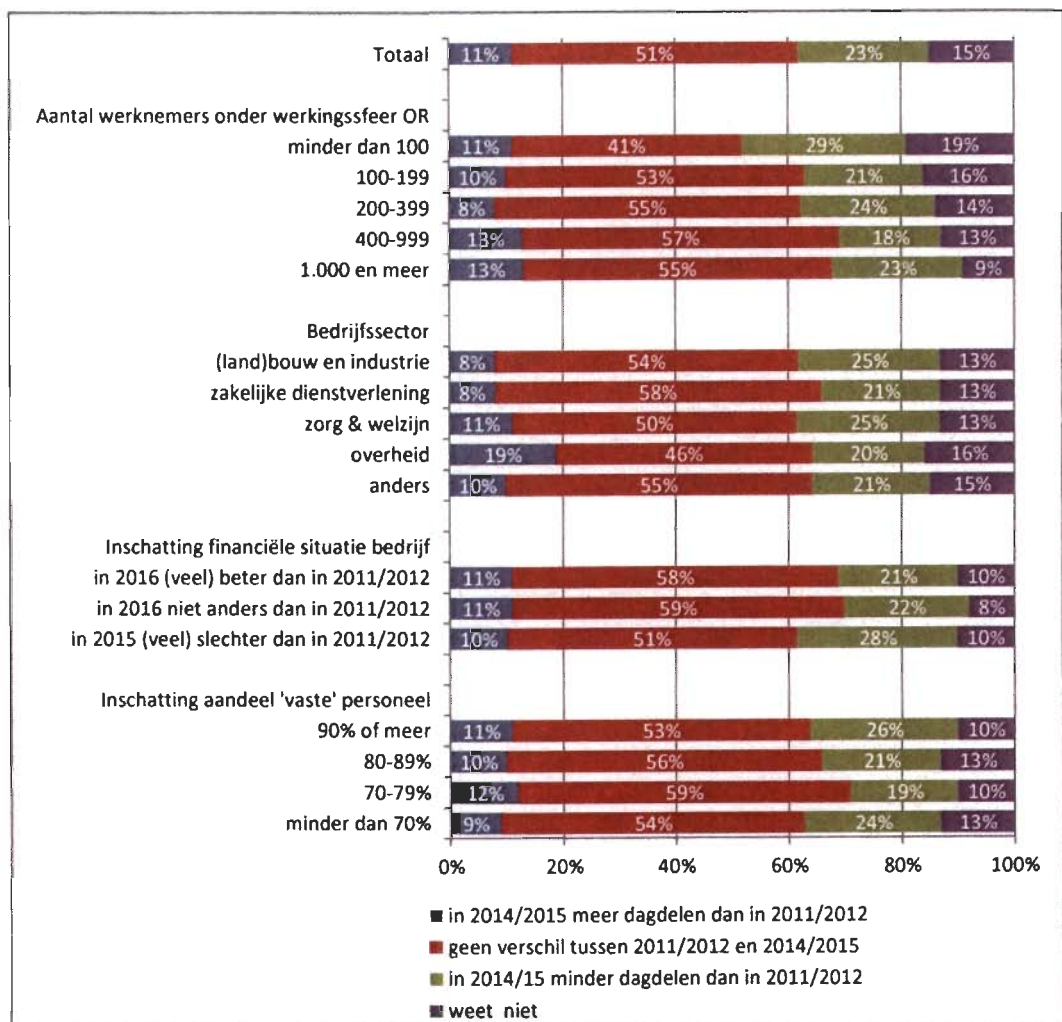 Totaal 11% 51% 23% 15%
Aantal werknemers onder werkingssfeer OR
minder dan 100 11% 41% 29% 19%
100-199 10% 53% 21% 16%
200-399 8% 55% 24% 14%
400-999 13% 57% 18% 13%
1.000 en meer 13% 55% 23% 9%
Bedrijfssector
(land)bouw en industrie 8% 54% 25% 13%
zakelijke dienstverlening 8% 58% 21% 13%
zorg & welzijn 11% 50% 25% 13%
overheid 19% 46% 20% 16%
anders 10% 55% 21% 15%
Inschatting financiële situatie bedrijf
in 2016 (veel) beter dan in 2011/2012 11% 58% 21% 10%
in 2016 niet anders dan in 2011/2012 11% 59% 22% 8%
in 2015 (veel) slechter dan in 2011/2012 10% 51% 28% 10%
Inschatting aandeel 'vaste' personeel
90% of meer 11% 53% 26% 10%
80-89% 10% 56% 21% 13%
70-79% 12% 59% 19% 10%
minder dan 70% 9% 54% 24% 13%
0% 20% 40% 60% 80% 100%
in 2014/2015 meer dagdelen dan in 2011/2012
geen verschil tussen 2011/2012 en 2014/2015
in 2014/15 minder dagdelen dan in 2011/2012
weet niet